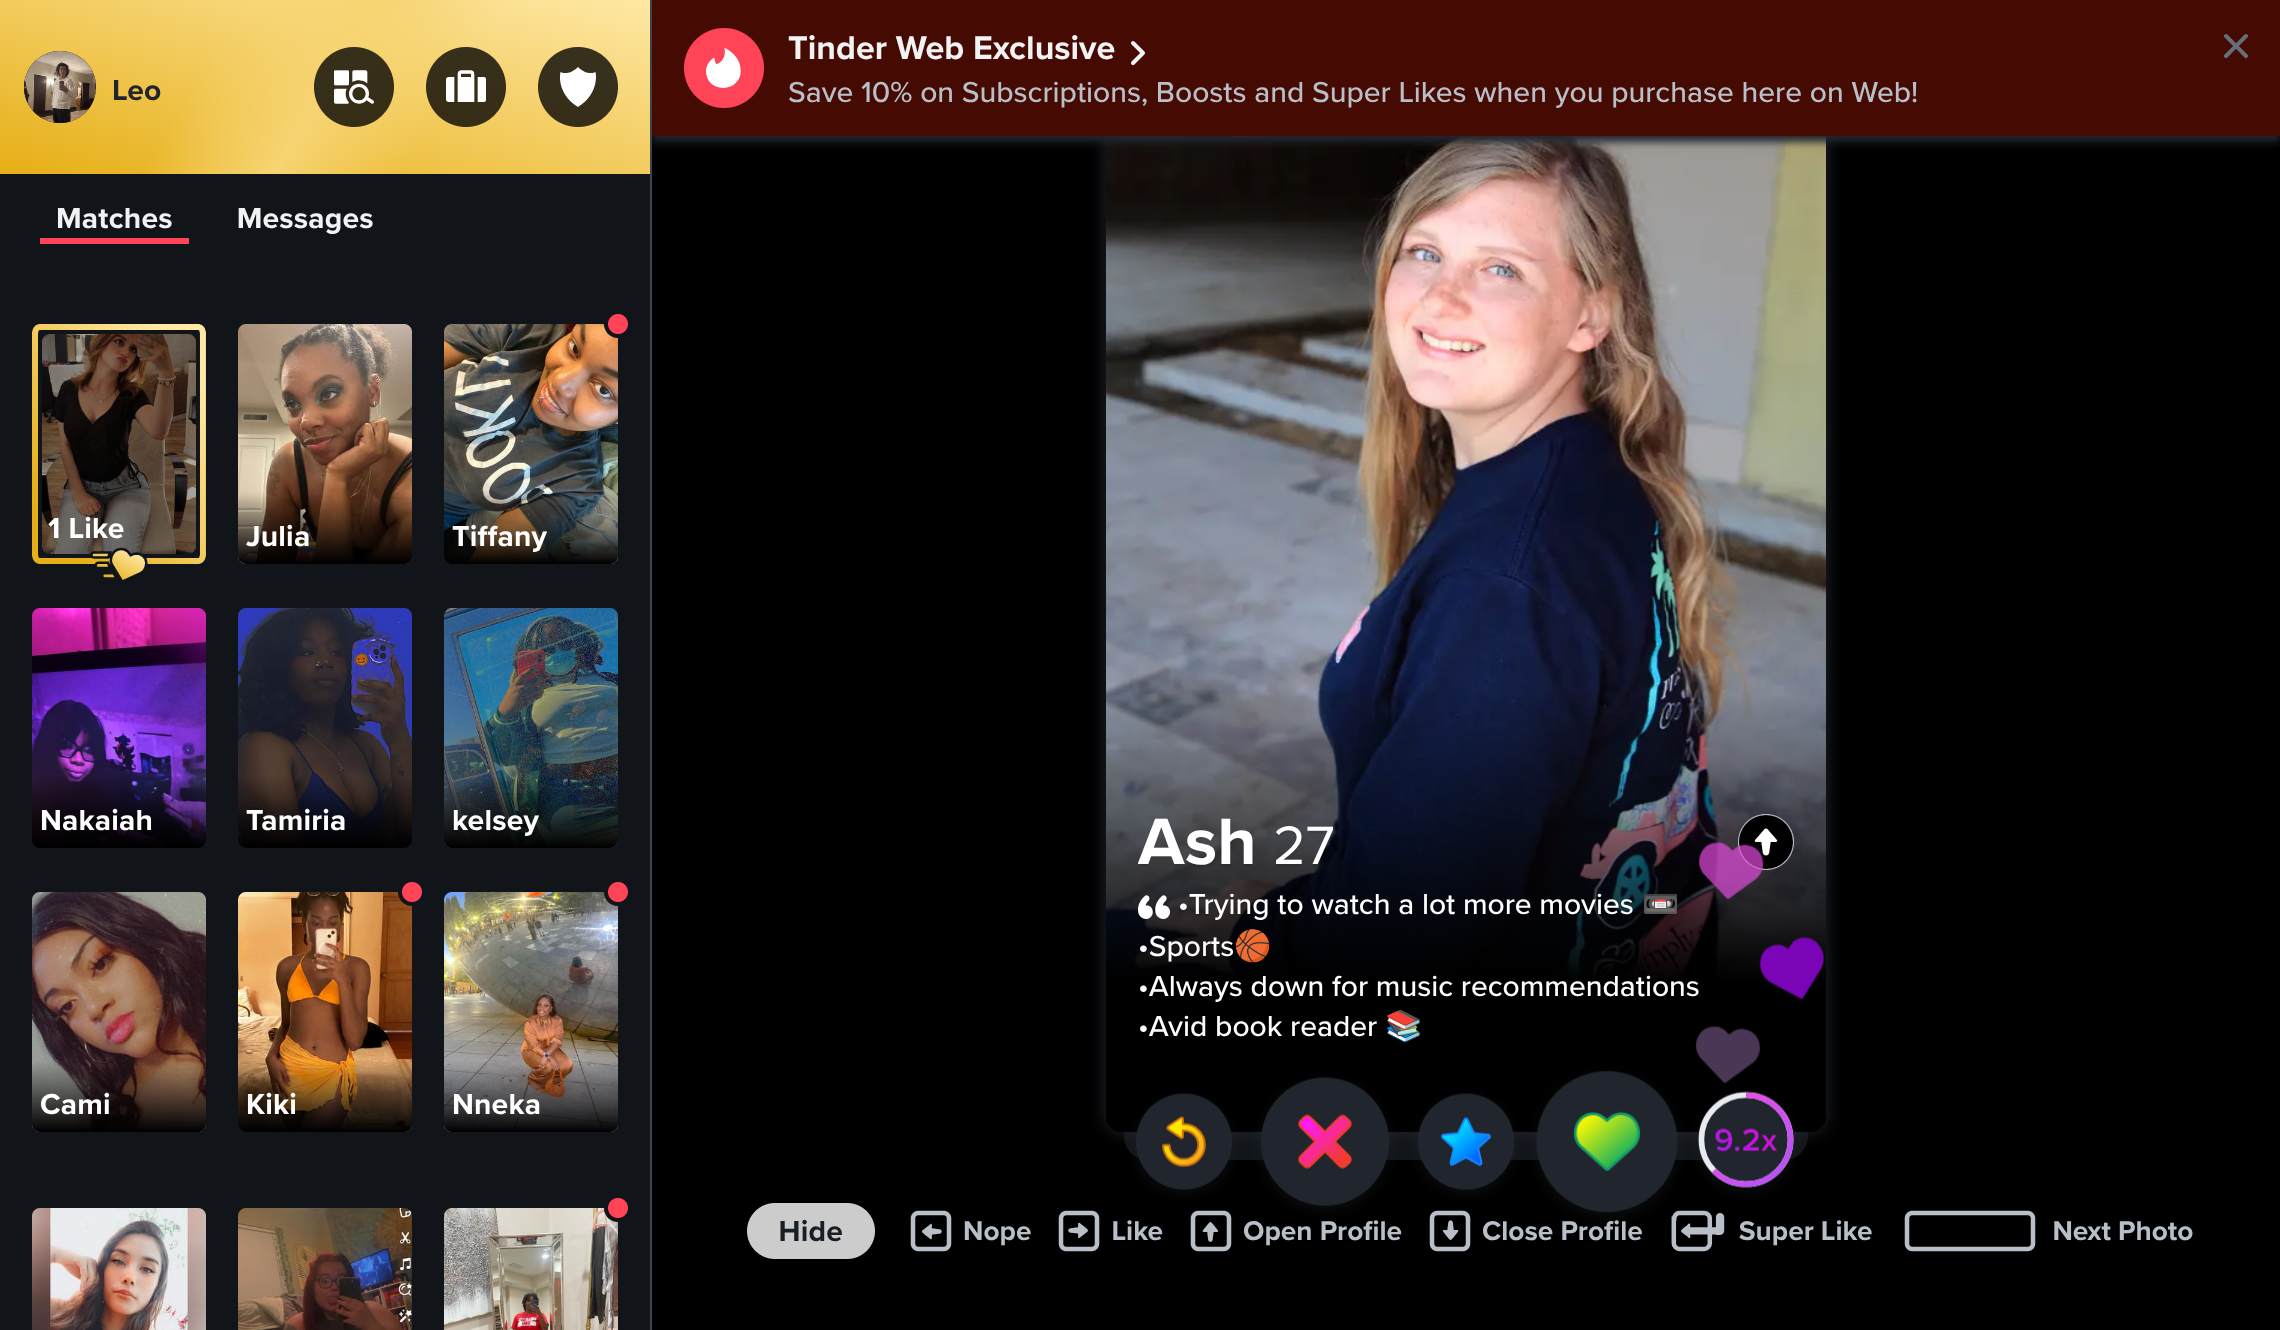 Leo
Tinder Web Exclusive
Save 10% on Subscriptions, Boosts and Super Likes when you purchase here on Web!
Matches
Messages
1 Like
Julia
Tiffany
Nakaiah
Tamiria
kelsey
Cami
Kiki
Nneka
Ash 27
•Trying to watch a lot more movies 📼
•Sports🏀
•Always down for music recommendations
•Avid book reader 📚
9.2x
Hide
Nope
Like
Open Profile
Close Profile
Super Like
Next Photo